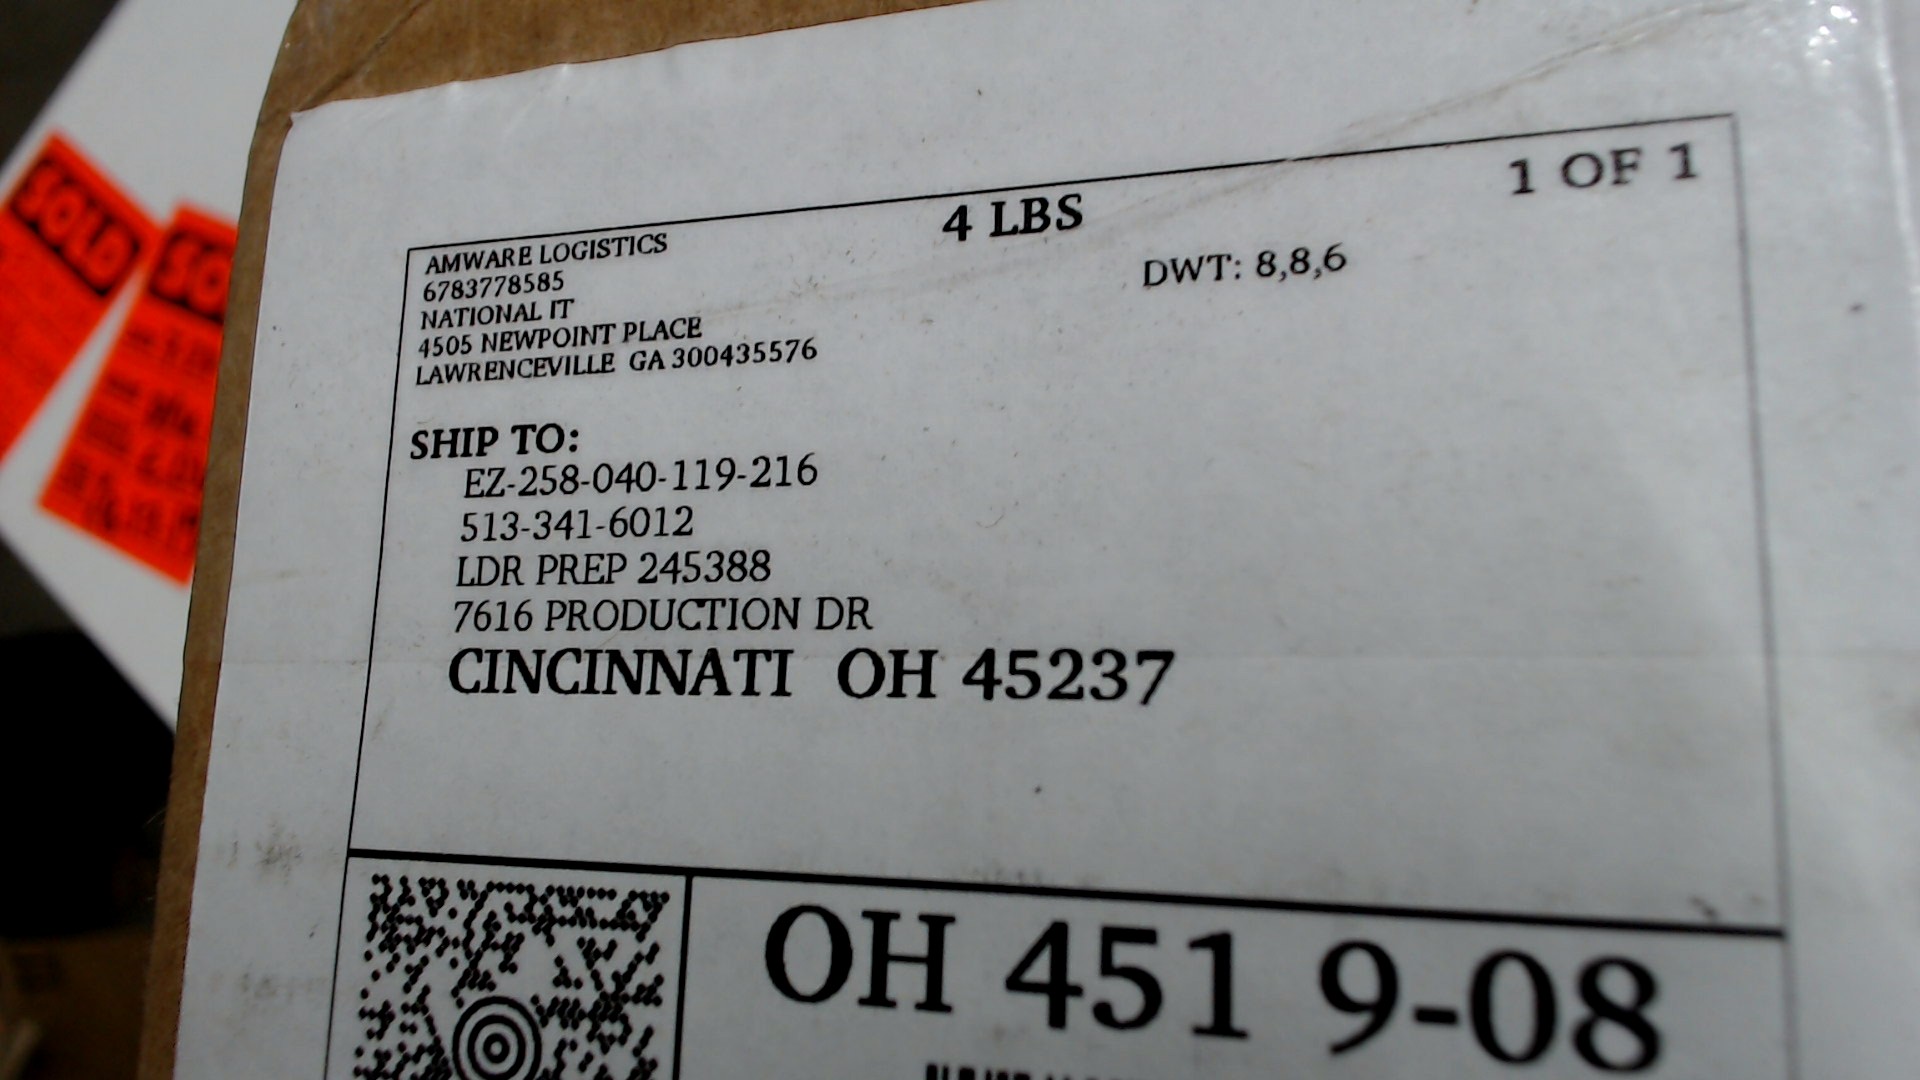 SOLD
SO
4 LBS
1 OF 1
DWT: 8,8,6
AMWARE LOGISTICS
6783778585
NATIONAL IT
4505 NEWPOINT PLACE
LAWRENCEVILLE GA 300435576
SHIP TO:
EZ-258-040-119-216
513-341-6012
LDR PREP 245388
7616 PRODUCTION DR
CINCINNATI OH 45237
OH 451 9-08